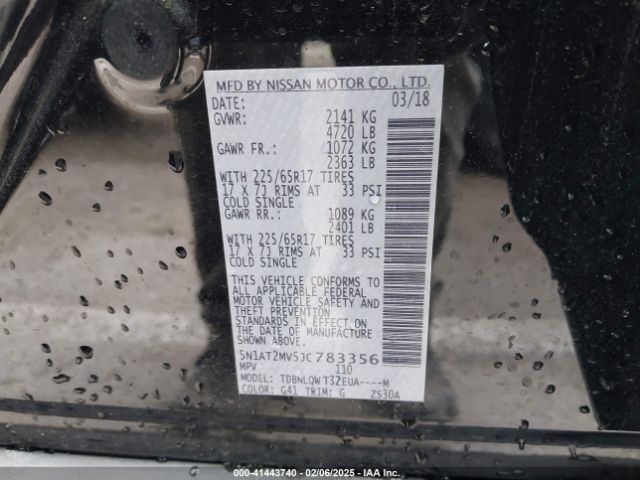 MFD BY NISSAN MOTOR CO., LTD.
DATE: 03/18
GVWR: 2141 KG
4720 LB
GAWR FR.: 1072 KG
2363 LB
WITH 225/65R17 TIRES
17 X 7J RIMS AT 33 PSI
COLD SINGLE
GAWR RR.: 1089 KG
2401 LB
WITH 225/65R17 TIRES
17 X 7J RIMS AT 33 PSI
COLD SINGLE
THIS VEHICLE CONFORMS TO
ALL APPLICABLE FEDERAL
MOTOR VEHICLE SAFETY AND
THEFT PREVENTION
STANDARDS IN EFFECT ON
THE DATE OF MANUFACTURE
SHOWN ABOVE.
5N1AT2MV5JC783356
MPV 110
MODEL: TDBNLQW T32EUA----M
COLOR: G41 TRIM: G ZS30A
000-41443740 - 02/06/2025 - IAA Inc.